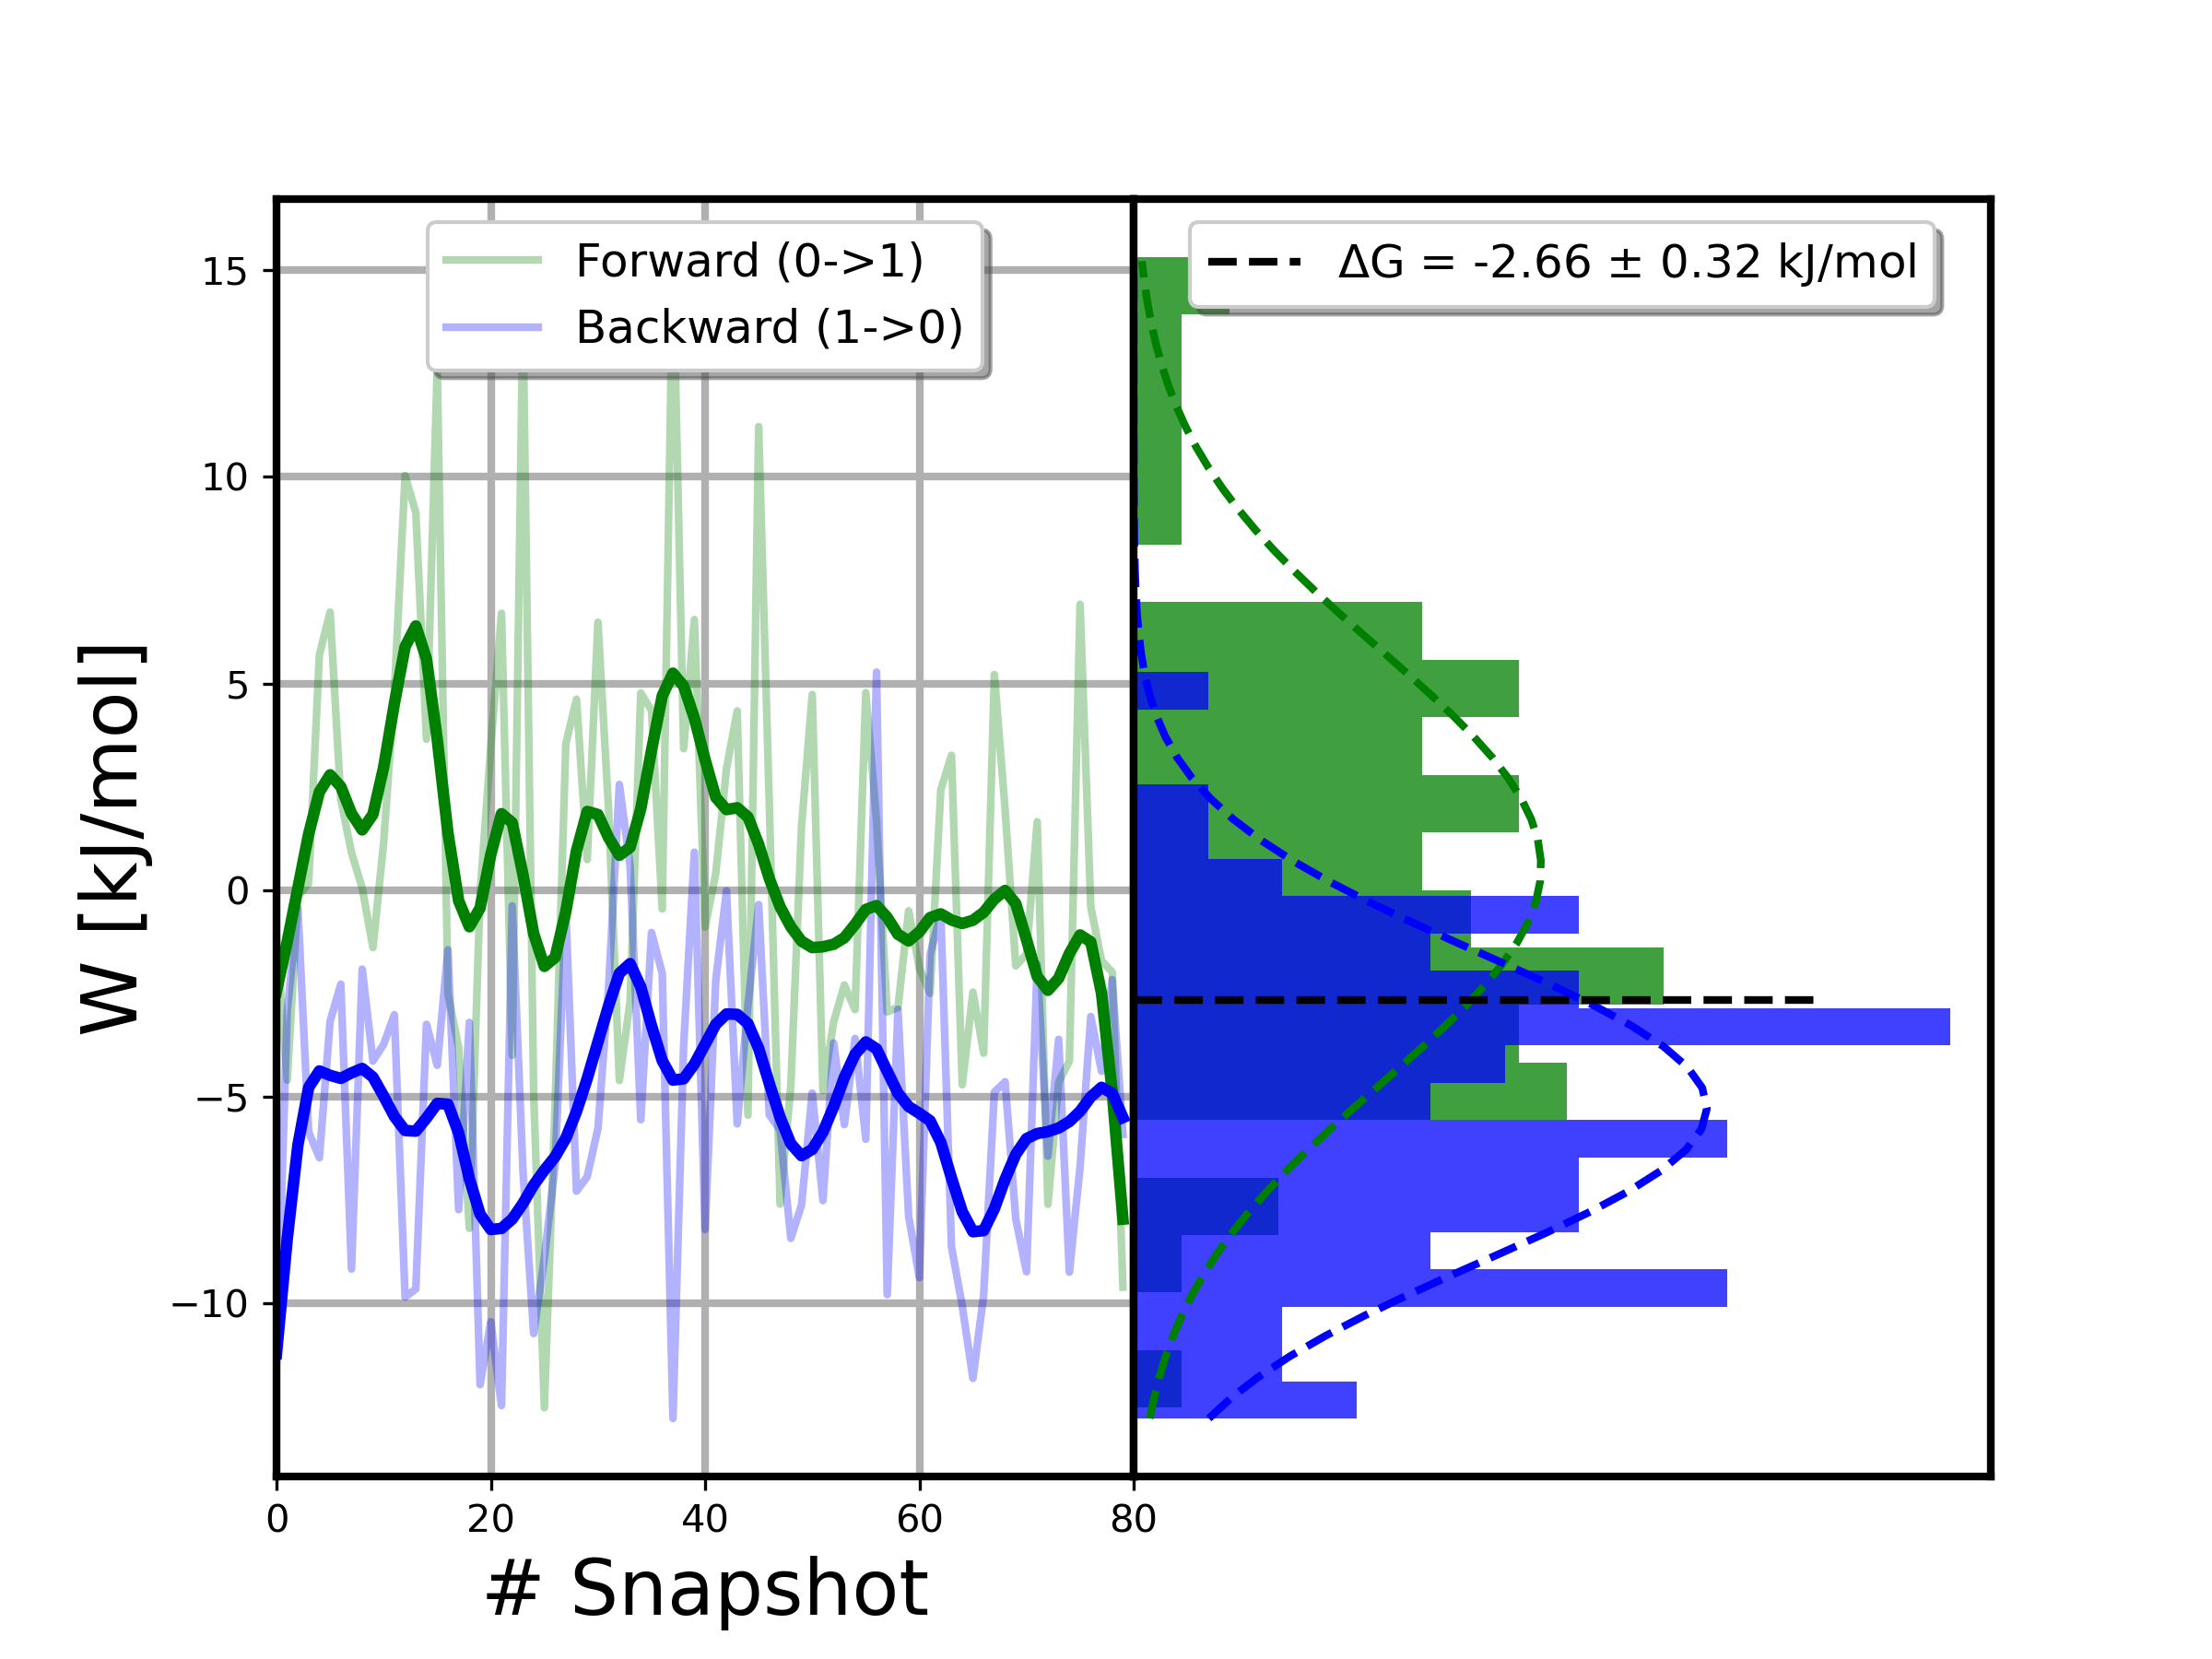 Forward (0->1)
Backward (1->0)
ΔG = -2.66 ± 0.32 kJ/mol
15
10
5
0
−5
−10
W [kJ/mol]
0 20 40 60 80
# Snapshot